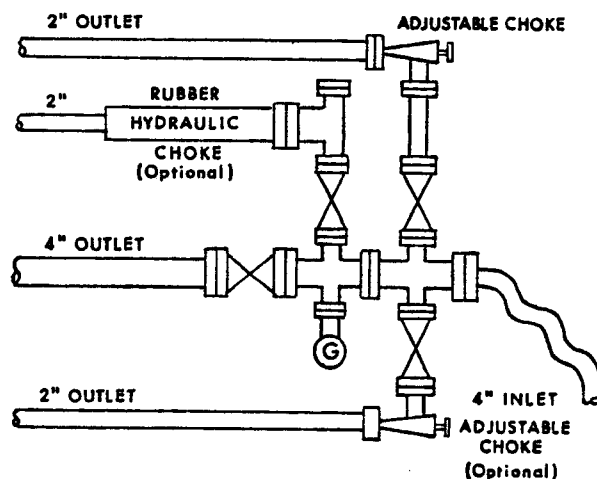 2" OUTLET
ADJUSTABLE CHOKE
2"
RUBBER
HYDRAULIC
CHOKE
(Optional)
4" OUTLET
G
2" OUTLET
4" INLET
ADJUSTABLE
CHOKE
(Optional)